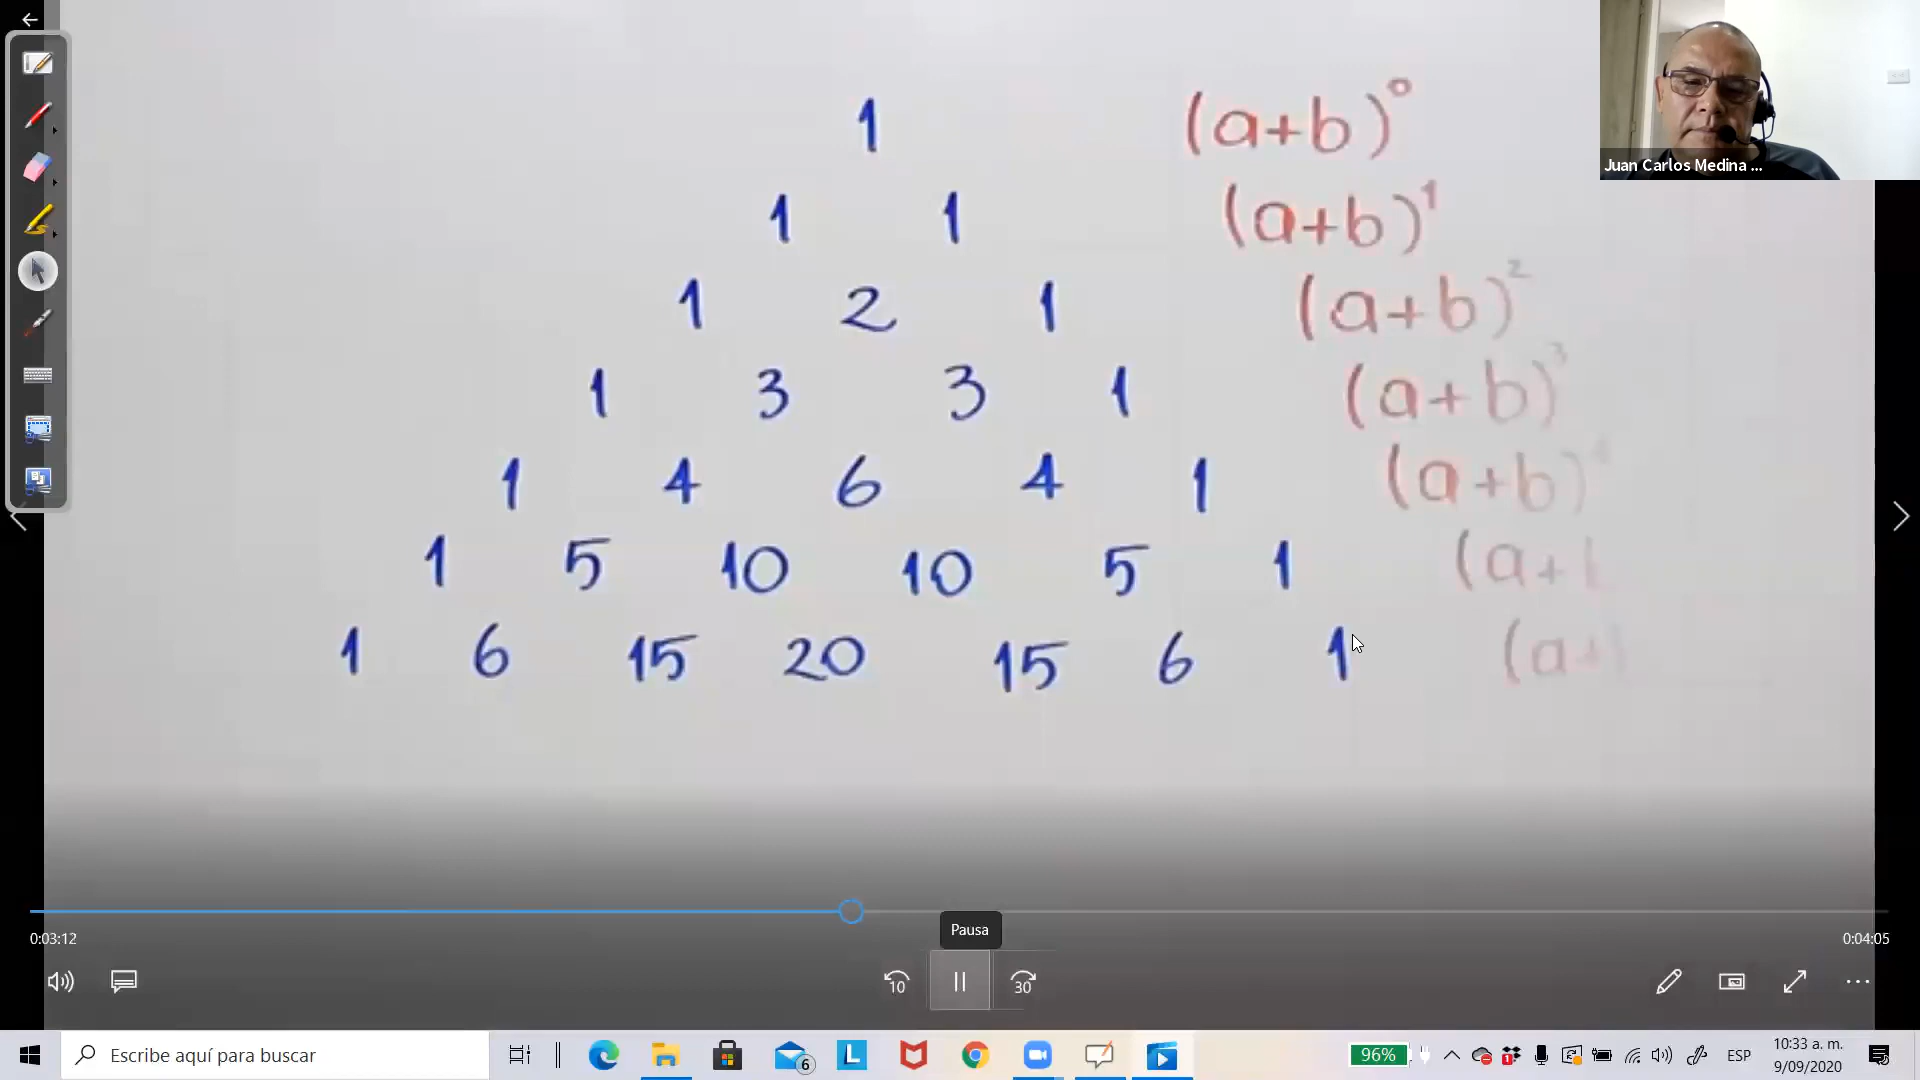 1 (a+b)⁰
1 1 (a+b)¹
1 2 1 (a+b)²
1 3 3 1 (a+b)³
1 4 6 4 1 (a+b)⁴
1 5 10 10 5 1 (a+
1 6 15 20 15 6 1 (a+
Juan Carlos Medina ...
Pausa
0:03:12 0:04:05
10 30
Escribe aquí para buscar
6
L
96%
1
ESP
10:33 a. m.
9/09/2020